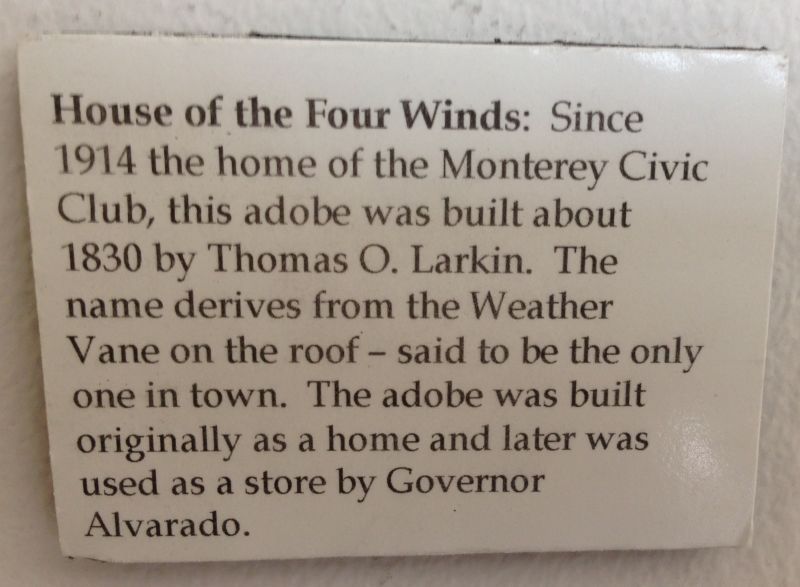 House of the Four Winds: Since
1914 the home of the Monterey Civic
Club, this adobe was built about
1830 by Thomas O. Larkin. The
name derives from the Weather
Vane on the roof – said to be the only
one in town. The adobe was built
originally as a home and later was
used as a store by Governor
Alvarado.